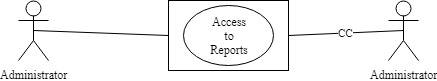 Access
to
Reports
CC
Administrator
Administrator